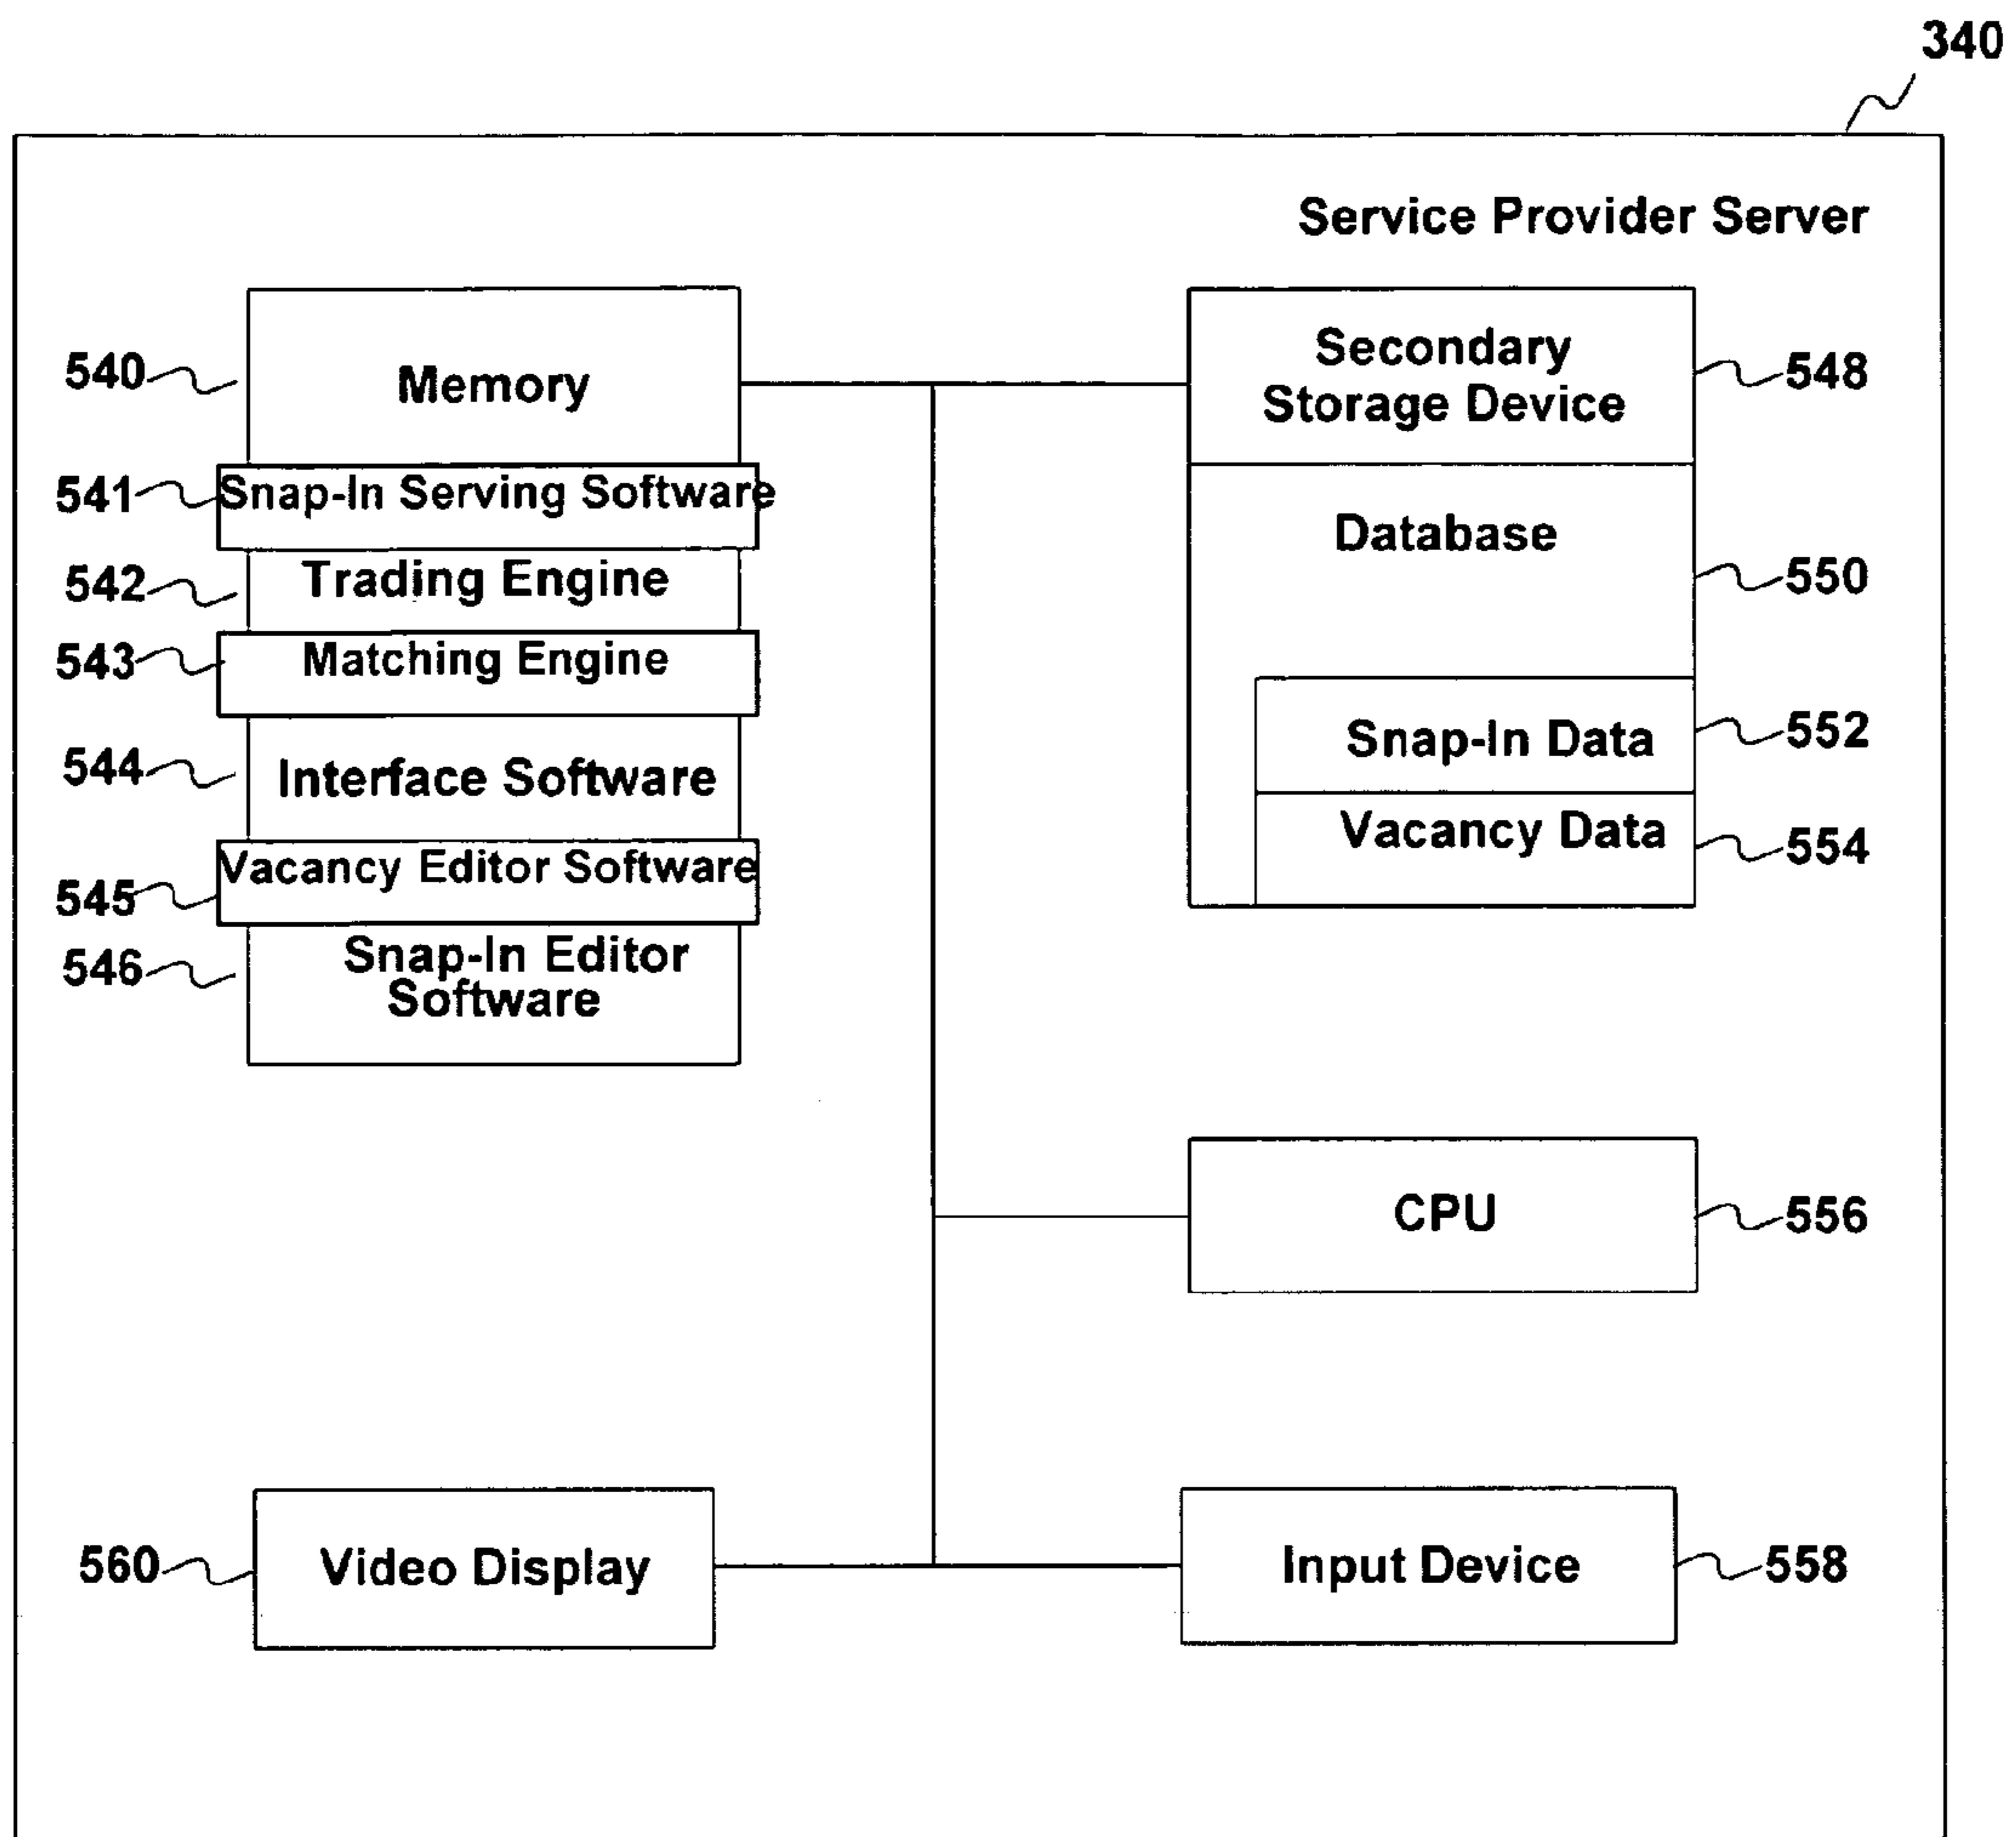 340
Service Provider Server
540
Memory
541
Snap-In Serving Software
542
Trading Engine
543
Matching Engine
544
Interface Software
545
Vacancy Editor Software
546
Snap-In Editor
Software
Secondary
Storage Device
548
Database
550
Snap-In Data
552
Vacancy Data
554
CPU
556
560
Video Display
Input Device
558